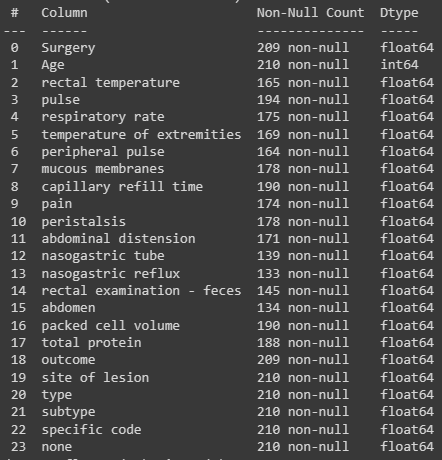 #   Column                   Non-Null Count  Dtype
---  ------                   --------------  -----
0   Surgery                  209 non-null    float64
1   Age                      210 non-null    int64
2   rectal temperature       165 non-null    float64
3   pulse                    194 non-null    float64
4   respiratory rate         175 non-null    float64
5   temperature of extremities  169 non-null    float64
6   peripheral pulse         164 non-null    float64
7   mucous membranes         178 non-null    float64
8   capillary refill time    190 non-null    float64
9   pain                     174 non-null    float64
10  peristalsis              178 non-null    float64
11  abdominal distension     171 non-null    float64
12  nasogastric tube         139 non-null    float64
13  nasogastric reflux       133 non-null    float64
14  rectal examination - feces  145 non-null    float64
15  abdomen                  134 non-null    float64
16  packed cell volume       190 non-null    float64
17  total protein            188 non-null    float64
18  outcome                  209 non-null    float64
19  site of lesion           210 non-null    float64
20  type                     210 non-null    float64
21  subtype                  210 non-null    float64
22  specific code            210 non-null    float64
23  none                     210 non-null    float64